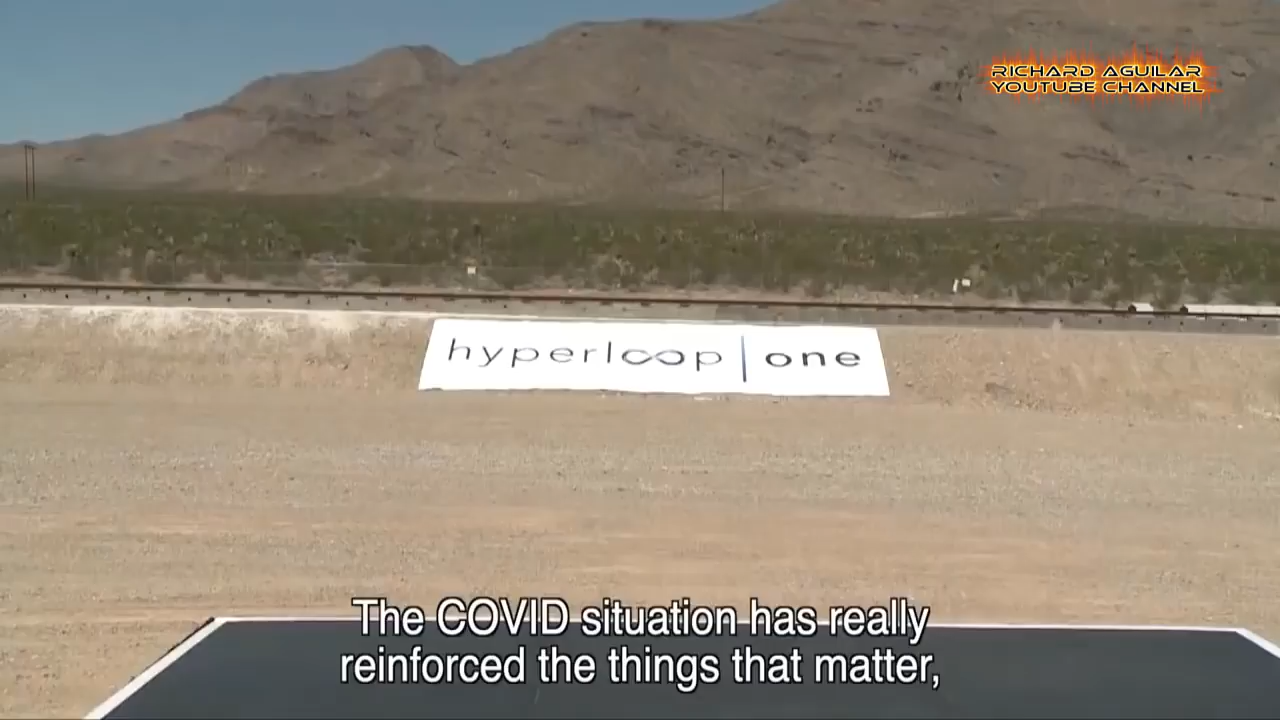 RICHARD AGUILAR
YOUTUBE CHANNEL
hyperloop | one
The COVID situation has really
reinforced the things that matter,